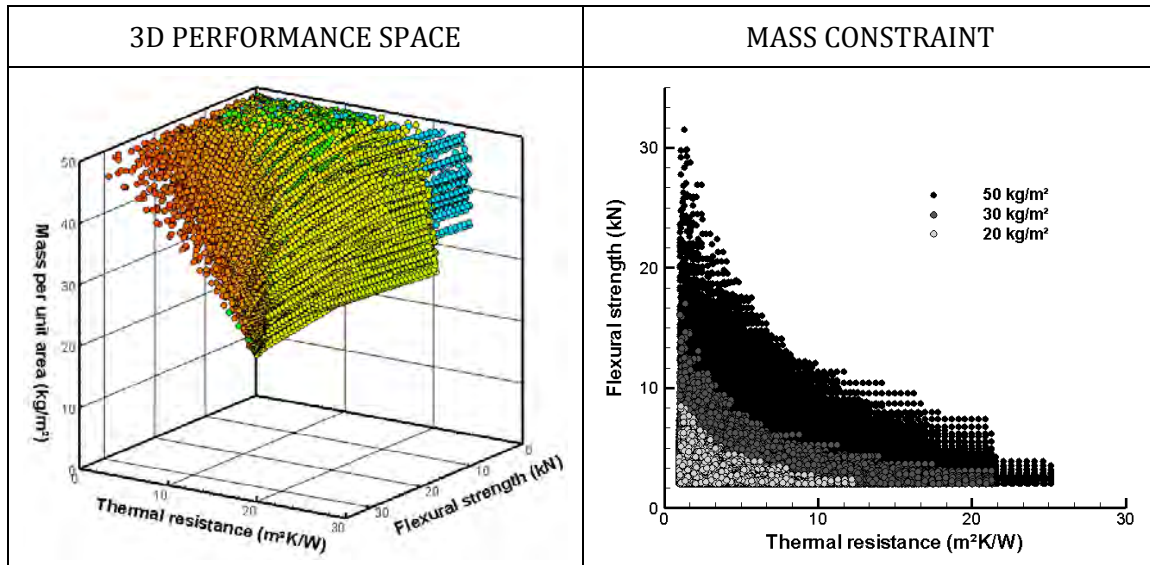 3D PERFORMANCE SPACE
MASS CONSTRAINT
50
40
30
20
10
0
Mass per unit area (kg/m²)
0
10
20
30
Thermal resistance (m²K/W)
30
20
10
0
Flexural strength (kN)
30
20
10
0
Flexural strength (kN)
50 kg/m²
30 kg/m²
20 kg/m²
0
10
20
30
Thermal resistance (m²K/W)